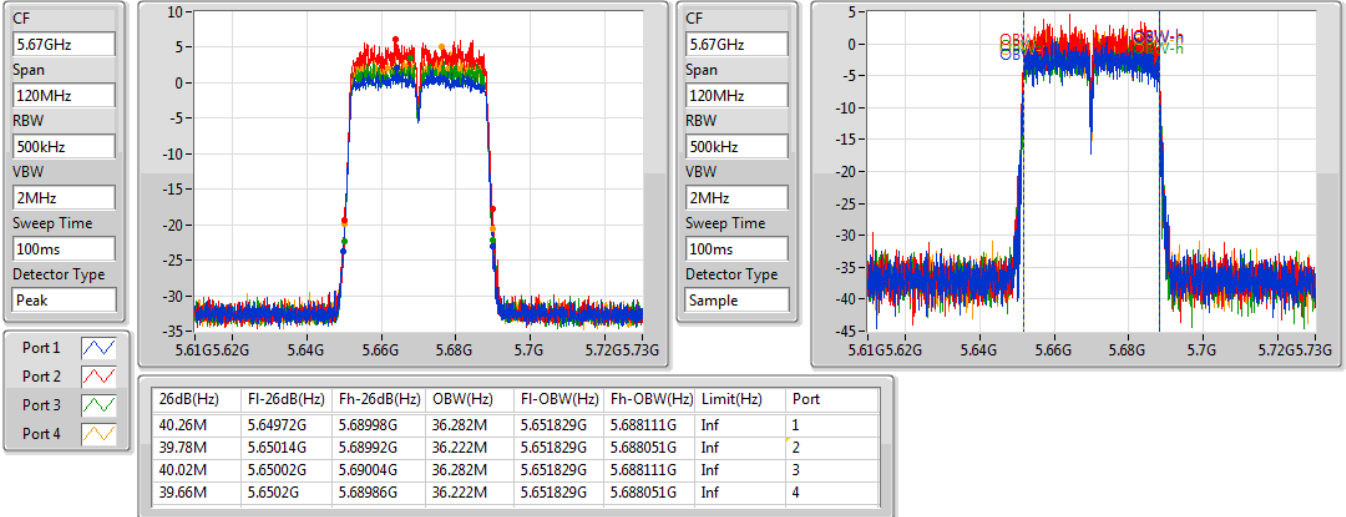 CF
5.67GHz
Span
120MHz
RBW
500kHz
VBW
2MHz
Sweep Time
100ms
Detector Type
Peak
10
5
0
-5
-10
-15
-20
-25
-30
-35
5.61G 5.62G 5.64G 5.66G 5.68G 5.7G 5.72G 5.73G
CF
5.67GHz
Span
120MHz
RBW
500kHz
VBW
2MHz
Sweep Time
100ms
Detector Type
Sample
5
0
-5
-10
-15
-20
-25
-30
-35
-40
-45
OBW-h
5.61G 5.62G 5.64G 5.66G 5.68G 5.7G 5.72G 5.73G
Port 1
Port 2
Port 3
Port 4
26dB(Hz) Fl-26dB(Hz) Fh-26dB(Hz) OBW(Hz) Fl-OBW(Hz) Fh-OBW(Hz) Limit(Hz) Port
40.26M 5.64972G 5.68998G 36.282M 5.651829G 5.688111G Inf 1
39.78M 5.65014G 5.68992G 36.222M 5.651829G 5.688051G Inf 2
40.02M 5.65002G 5.69004G 36.282M 5.651829G 5.688111G Inf 3
39.66M 5.6502G 5.68986G 36.222M 5.651829G 5.688051G Inf 4